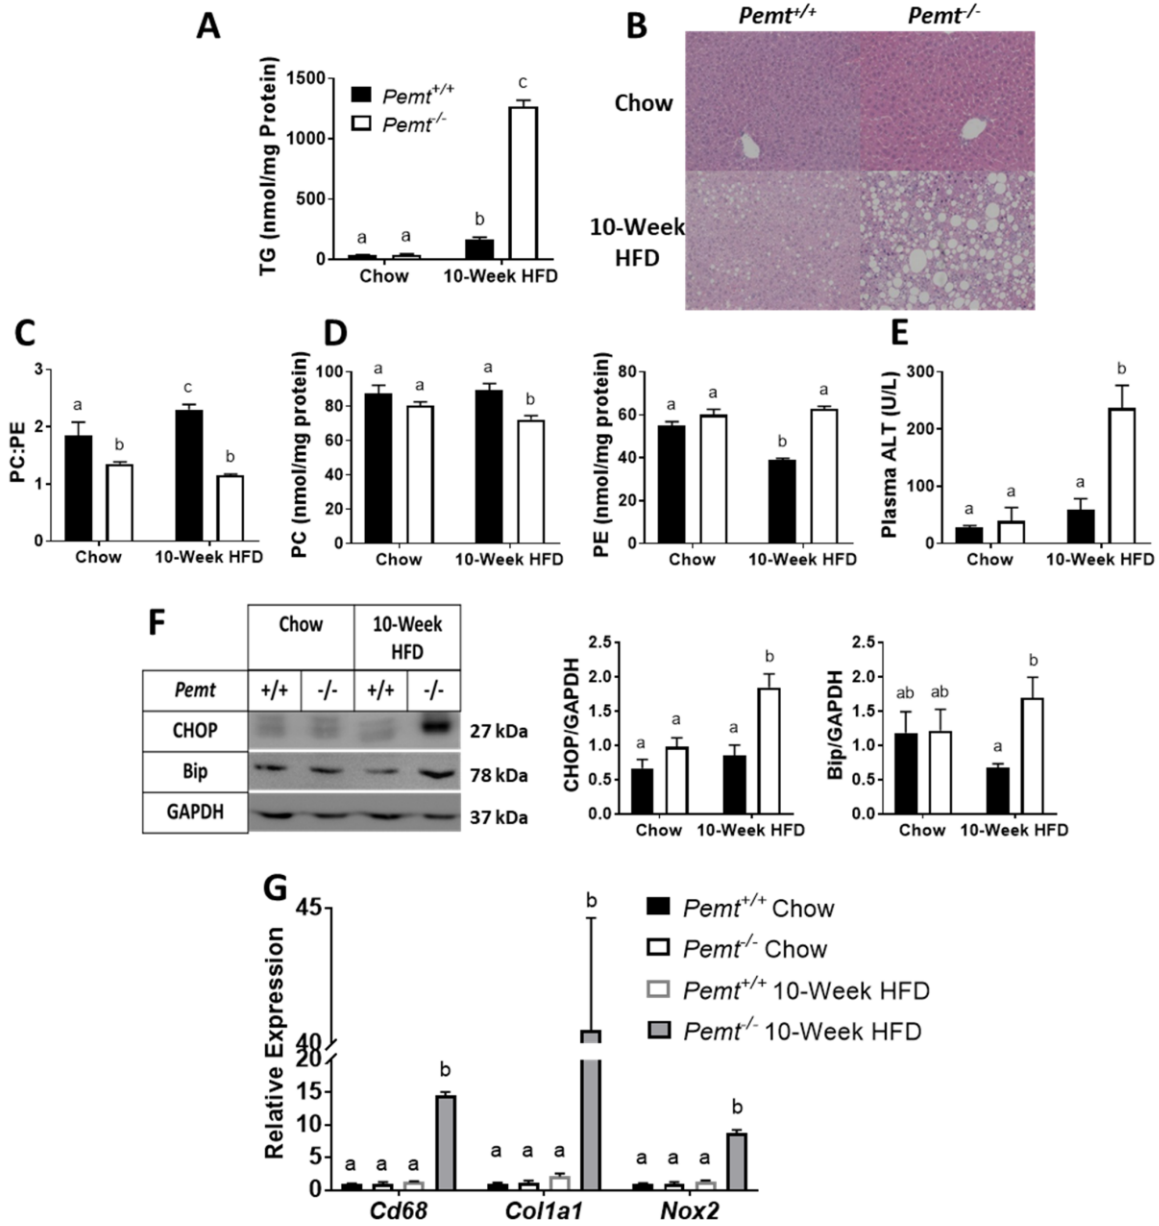 A
TG (nmol/mg Protein)
1500
1000
500
0
Pemt+/+
Pemt-/-
a
a
b
c
Chow
10-Week HFD
B
Pemt+/+
Pemt-/-
Chow
10-Week
HFD
C
PC:PE
3
2
1
0
a
b
c
b
Chow
10-Week HFD
D
PC (nmol/mg protein)
100
80
60
40
20
0
a
a
a
b
Chow
10-Week HFD
PE (nmol/mg protein)
80
60
40
20
0
a
a
b
a
Chow
10-Week HFD
E
Plasma ALT (U/L)
300
200
100
0
a
a
a
b
Chow
10-Week HFD
F
Chow
10-Week
HFD
Pemt
+/+
-/-
+/+
-/-
CHOP
27 kDa
Bip
78 kDa
GAPDH
37 kDa
CHOP/GAPDH
2.5
2.0
1.5
1.0
0.5
0.0
a
a
a
b
Chow
10-Week HFD
Bip/GAPDH
2.5
2.0
1.5
1.0
0.5
0.0
ab
ab
a
b
Chow
10-Week HFD
G
Relative Expression
45
40
20
15
10
5
0
a
a
a
b
a
a
a
b
a
a
a
b
Cd68
Col1a1
Nox2
Pemt+/+ Chow
Pemt-/- Chow
Pemt+/+ 10-Week HFD
Pemt-/- 10-Week HFD